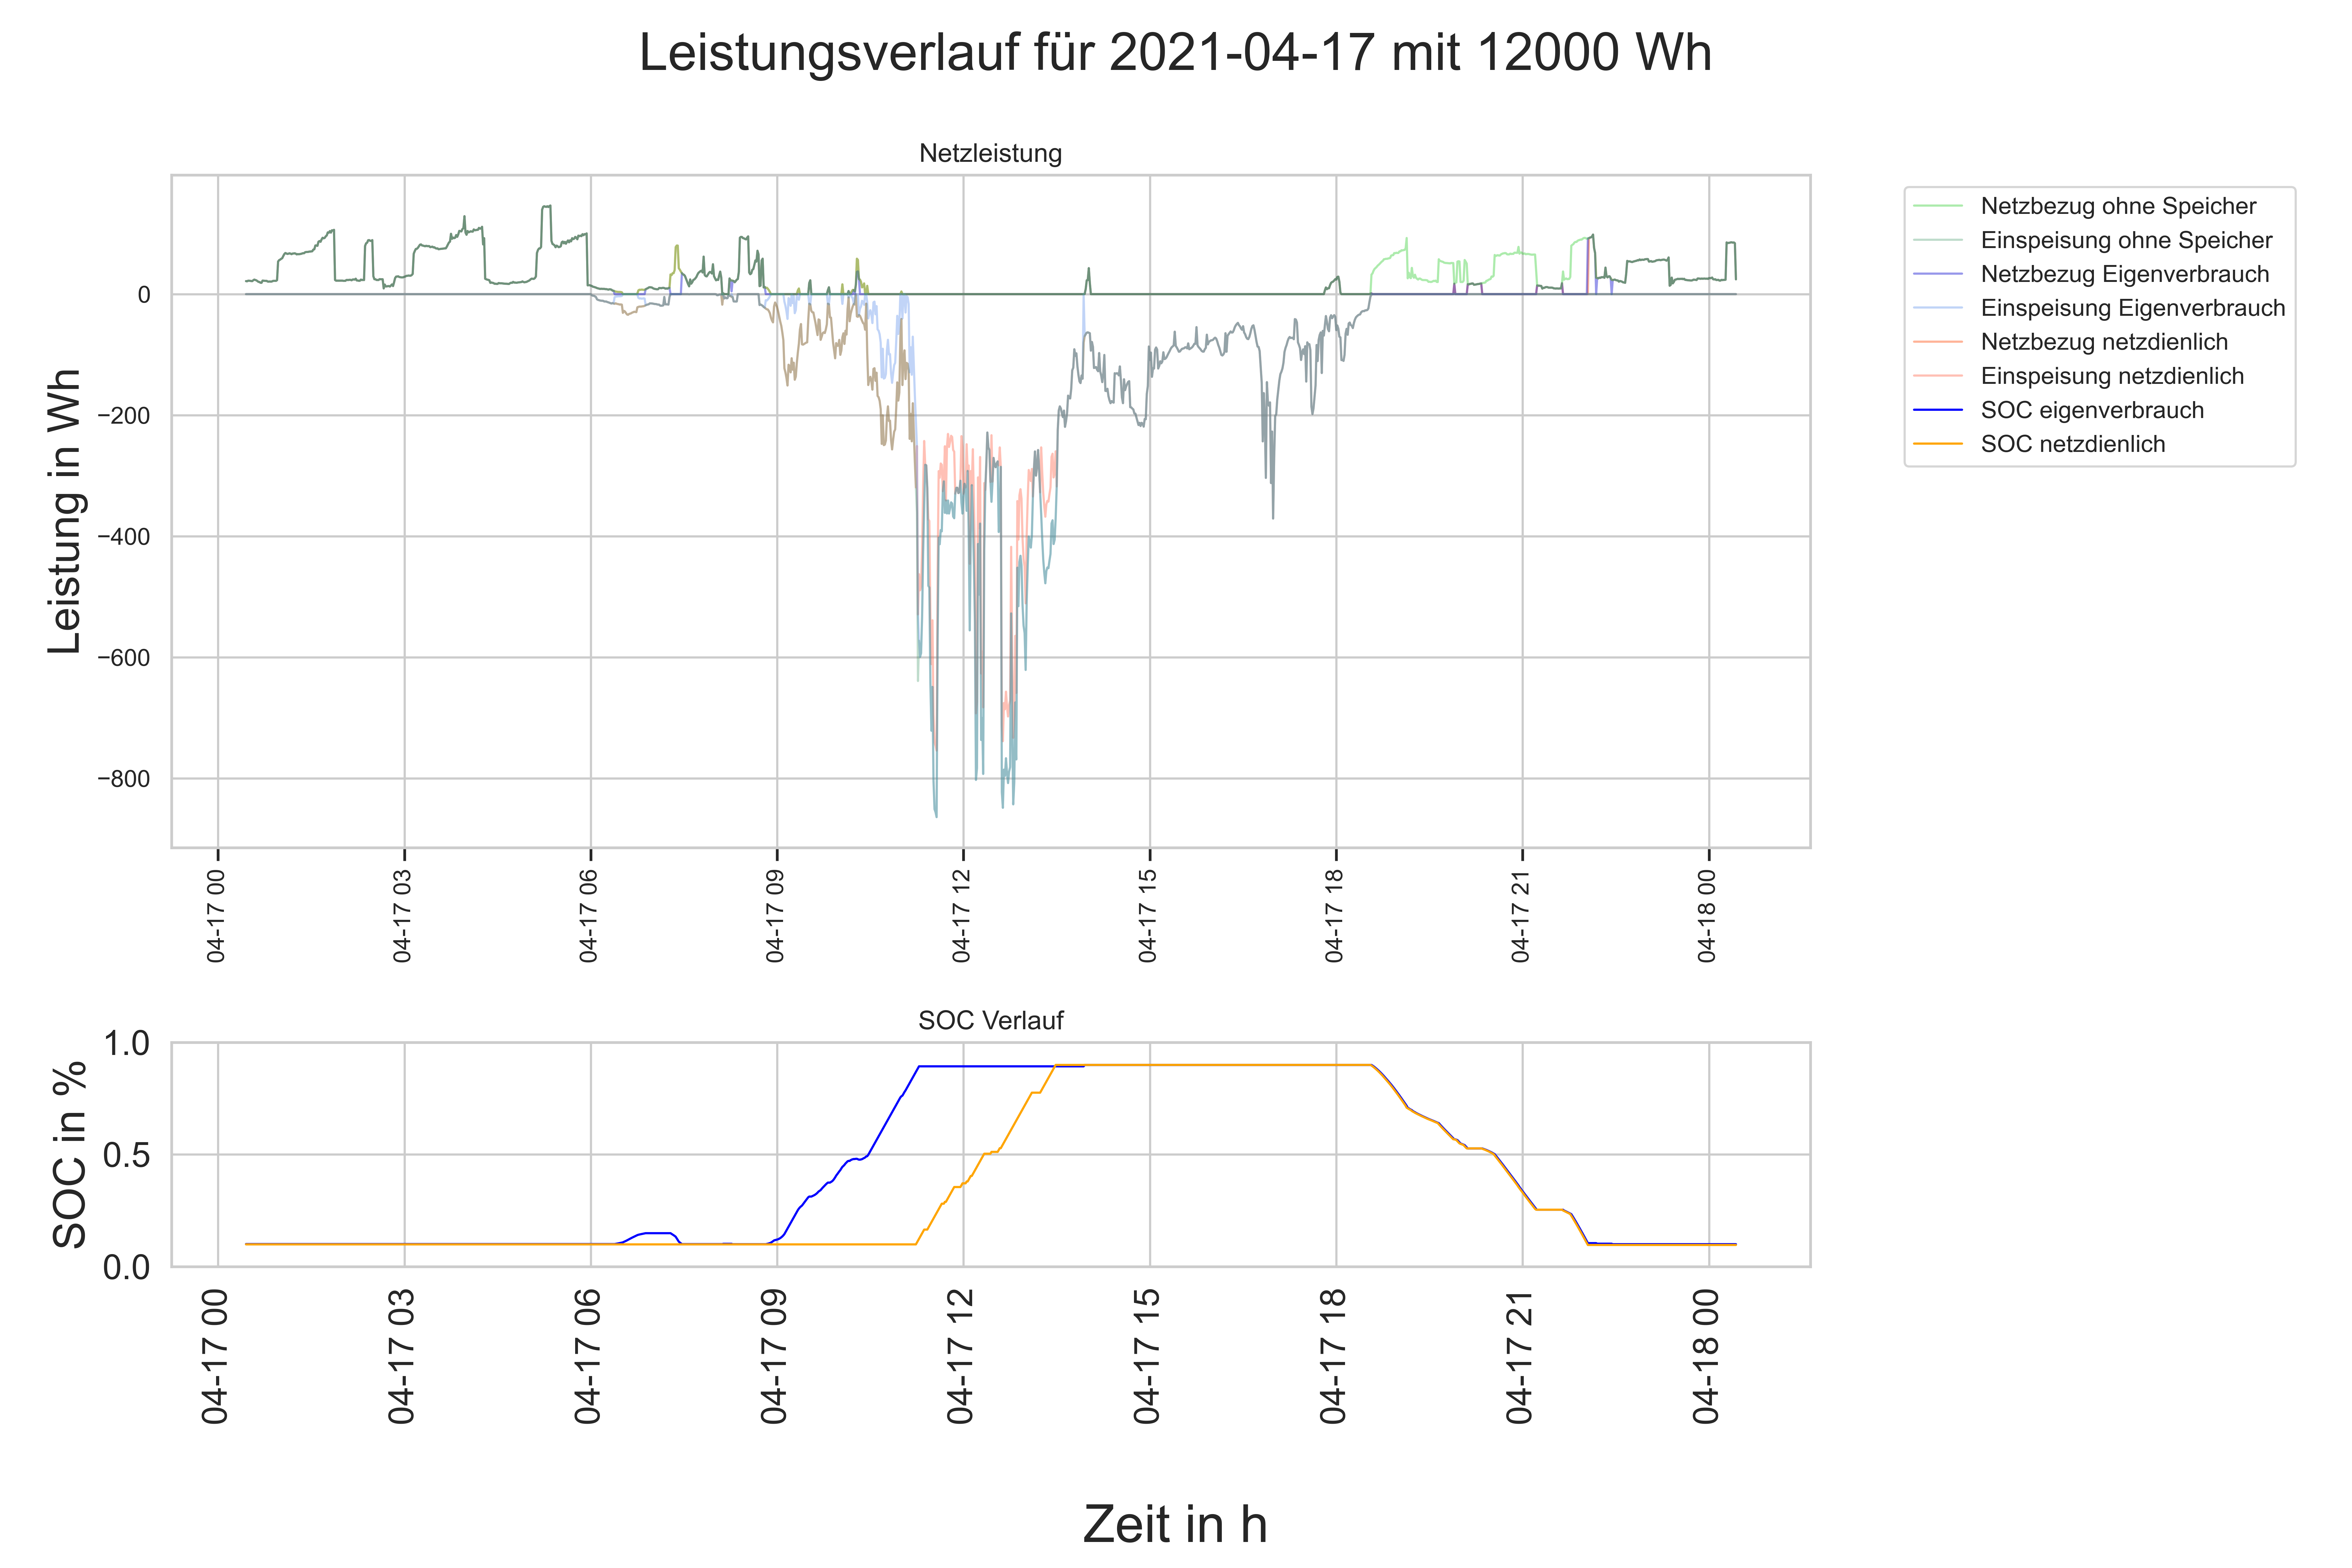 Leistungsverlauf für 2021-04-17 mit 12000 Wh
Netzleistung
Leistung in Wh
0
−200
−400
−600
−800
04-17 00
04-17 03
04-17 06
04-17 09
04-17 12
04-17 15
04-17 18
04-17 21
04-18 00
Netzbezug ohne Speicher
Einspeisung ohne Speicher
Netzbezug Eigenverbrauch
Einspeisung Eigenverbrauch
Netzbezug netzdienlich
Einspeisung netzdienlich
SOC eigenverbrauch
SOC netzdienlich
SOC Verlauf
SOC in %
1.0
0.5
0.0
04-17 00
04-17 03
04-17 06
04-17 09
04-17 12
04-17 15
04-17 18
04-17 21
04-18 00
Zeit in h